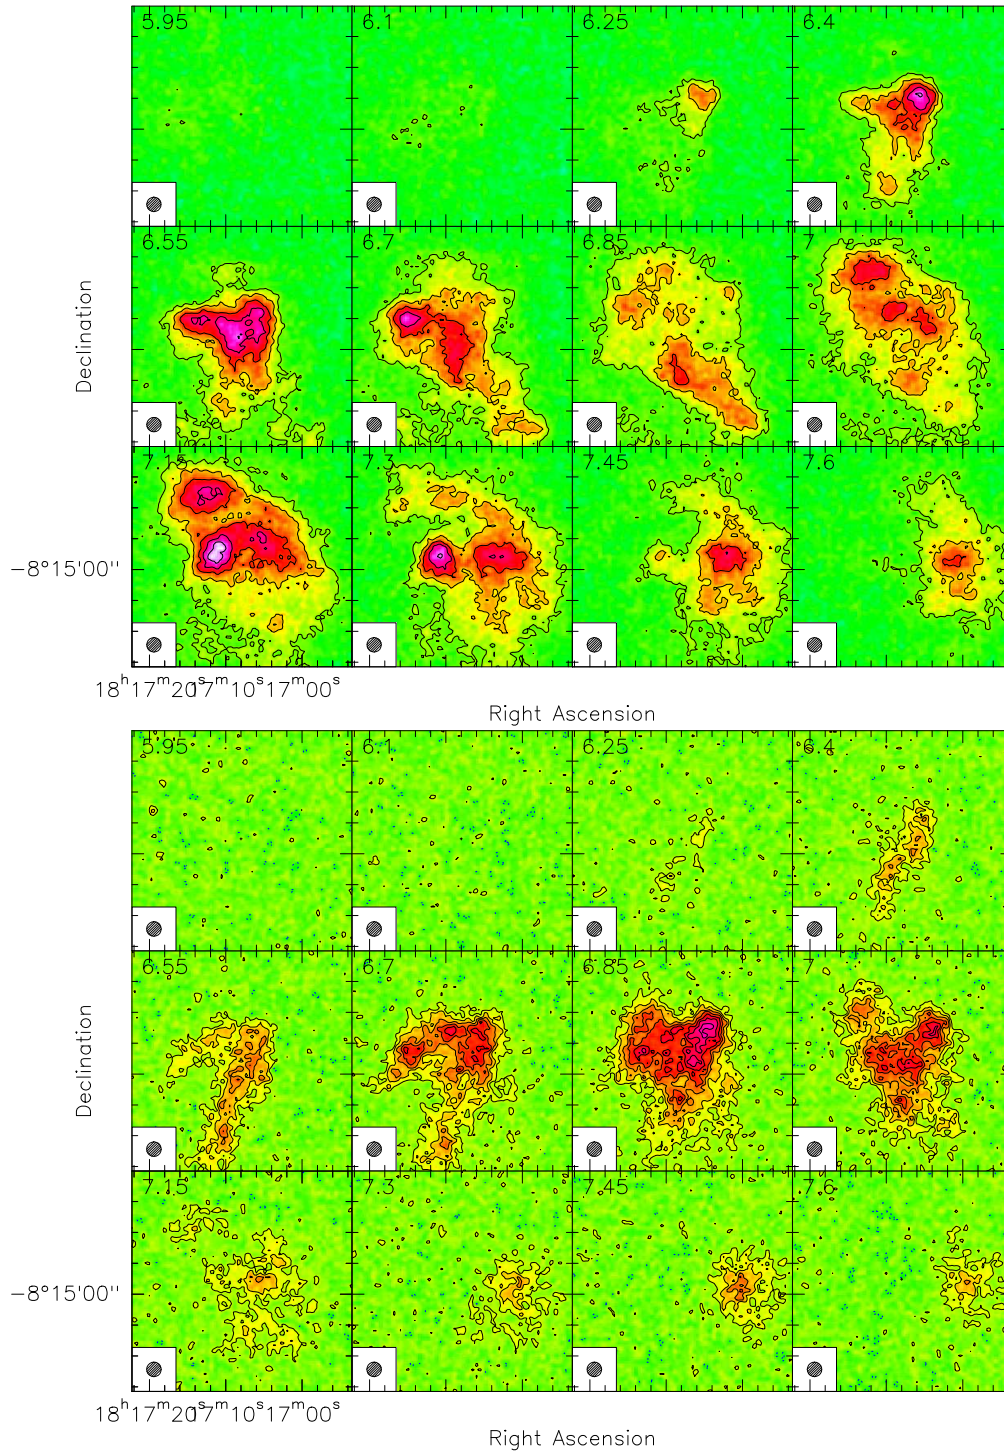 5.95 6.1 6.25 6.4
6.55 6.7 6.85 7
Declination
7.15 7.3 7.45 7.6
−8°15'00''
18ʰ17ᵐ20ˢ17ᵐ10ˢ17ᵐ00ˢ
Right Ascension
5.95 6.1 6.25 6.4
6.55 6.7 6.85 7
Declination
7.15 7.3 7.45 7.6
−8°15'00''
18ʰ17ᵐ20ˢ17ᵐ10ˢ17ᵐ00ˢ
Right Ascension